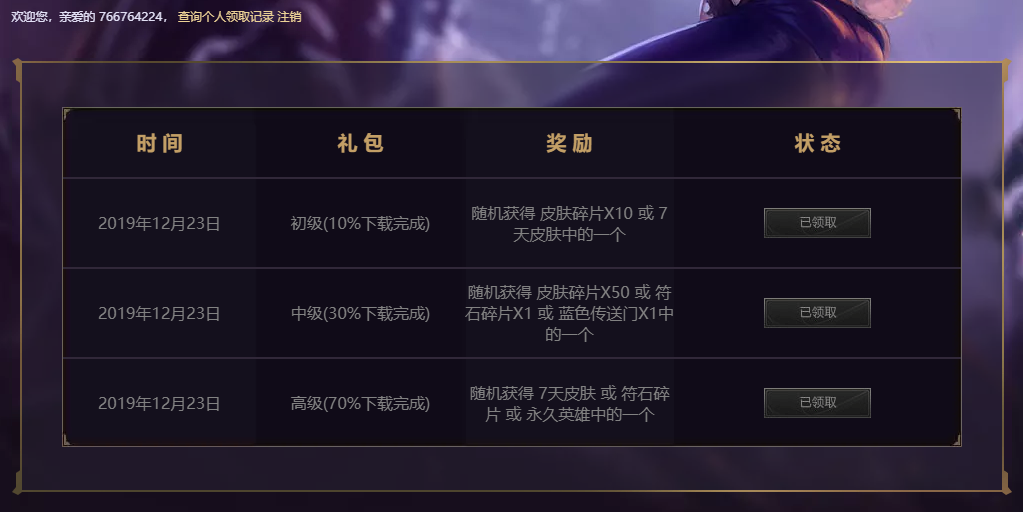 欢迎您，亲爱的 766764224， 查询个人领取记录 注销
时间 礼包 奖励 状态
2019年12月23日 初级(10%下载完成) 随机获得 皮肤碎片X10 或 7
天皮肤中的一个 已领取
2019年12月23日 中级(30%下载完成) 随机获得 皮肤碎片X50 或 符
石碎片X1 或 蓝色传送门X1中
的一个 已领取
2019年12月23日 高级(70%下载完成) 随机获得 7天皮肤 或 符石碎
片 或 永久英雄中的一个 已领取